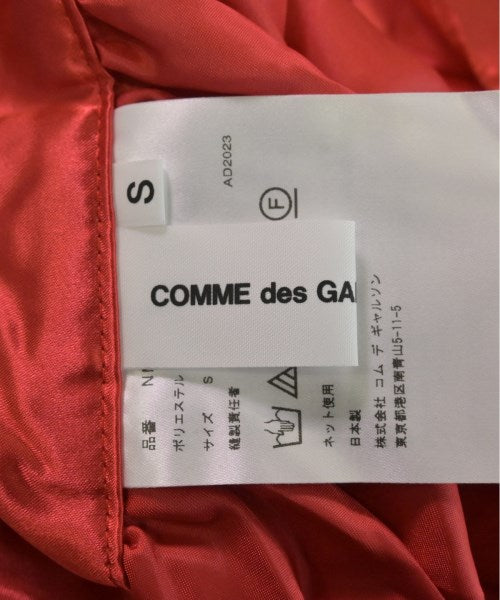 S
COMME des GA
AD2023
F
品番 N
ポリエステル
サイズ S
縫製責任者
ネット使用
日本製
株式会社 コム デ ギャルソン
東京都港区南青山5-11-5